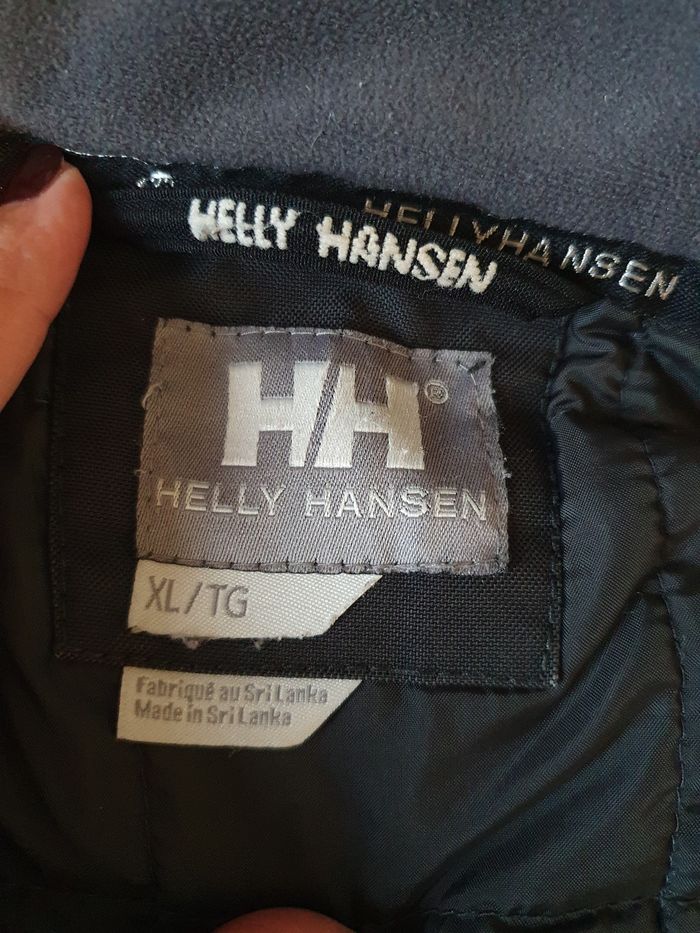 HELLY HANSEN
HELLYHANSEN
HH®
HELLY HANSEN
XL/TG
Fabriqué au Sri Lanka
Made in Sri Lanka